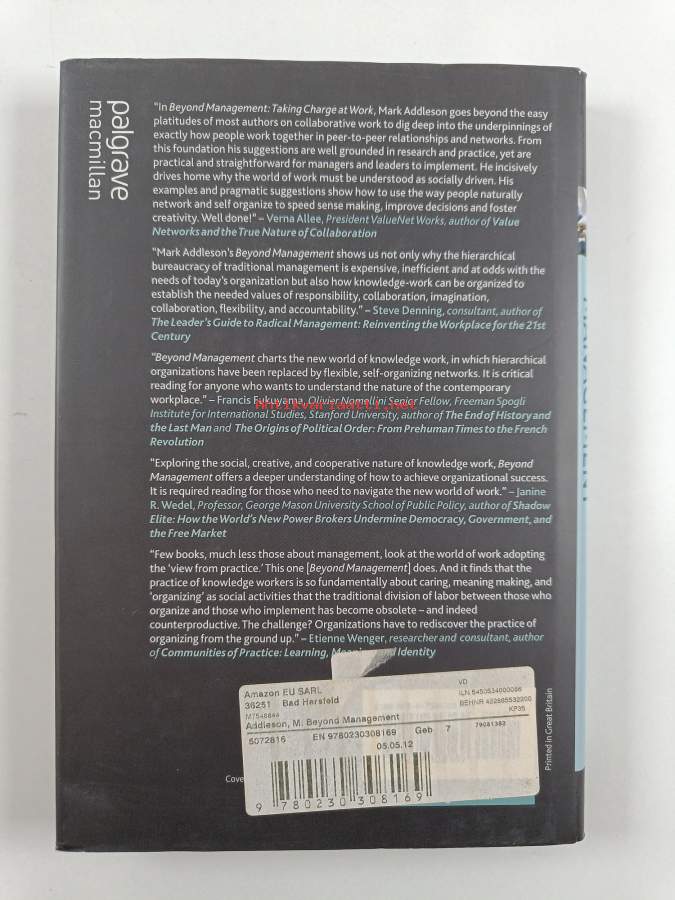 palgrave
macmillan
"In Beyond Management: Taking Charge at Work, Mark Addleson goes beyond the easy
platitudes of most authors on collaborative work to dig deep into the underpinnings of
exactly how people work together in peer-to-peer relationships and networks. From
this foundation his suggestions are well grounded in research and practice, yet are
practical and straightforward for managers and leaders to implement. He incisively
drives home why the world of work must be understood as socially driven. His
examples and pragmatic suggestions show how to use the way people naturally
network and self organize to speed sense making, improve decisions and foster
creativity. Well done!" – Verna Allee, President ValueNet Works, author of Value
Networks and the True Nature of Collaboration
"Mark Addleson's Beyond Management shows us not only why the hierarchical
bureaucracy of traditional management is expensive, inefficient and at odds with the
needs of today's organization but also how knowledge-work can be organized to
establish the needed values of responsibility, collaboration, imagination,
collaboration, flexibility, and accountability." – Steve Denning, consultant, author of
The Leader's Guide to Radical Management: Reinventing the Workplace for the 21st
Century
"Beyond Management charts the new world of knowledge work, in which hierarchical
organizations have been replaced by flexible, self-organizing networks. It is critical
reading for anyone who wants to understand the nature of the contemporary
workplace." – Francis Fukuyama, Olivier Nomellini Senior Fellow, Freeman Spogli
antikvariaatti.net
Institute for International Studies, Stanford University, author of The End of History and
the Last Man and The Origins of Political Order: From Prehuman Times to the French
Revolution
"Exploring the social, creative, and cooperative nature of knowledge work, Beyond
Management offers a deeper understanding of how to achieve organizational success.
It is required reading for those who need to navigate the new world of work." – Janine
R. Wedel, Professor, George Mason University School of Public Policy, author of Shadow
Elite: How the World's New Power Brokers Undermine Democracy, Government, and
the Free Market
"Few books, much less those about management, look at the world of work adopting
the 'view from practice.' This one [Beyond Management] does. And it finds that the
practice of knowledge workers is so fundamentally about caring, meaning making, and
'organizing' as social activities that the traditional division of labor between those who
organize and those who implement has become obsolete – and indeed
counterproductive. The challenge? Organizations have to rediscover the practice of
organizing from the ground up." – Etienne Wenger, researcher and consultant, author
of Communities of Practice: Learning, and Identity
Amazon EU SARL VD
36251 Bad Hersfeld
Addleson, M: Beyond Management KP35
5072816 EN 9780230308169 Geb 7 79081383
05.05.12
9 780230 308169
Cove
Printed in Great Britain